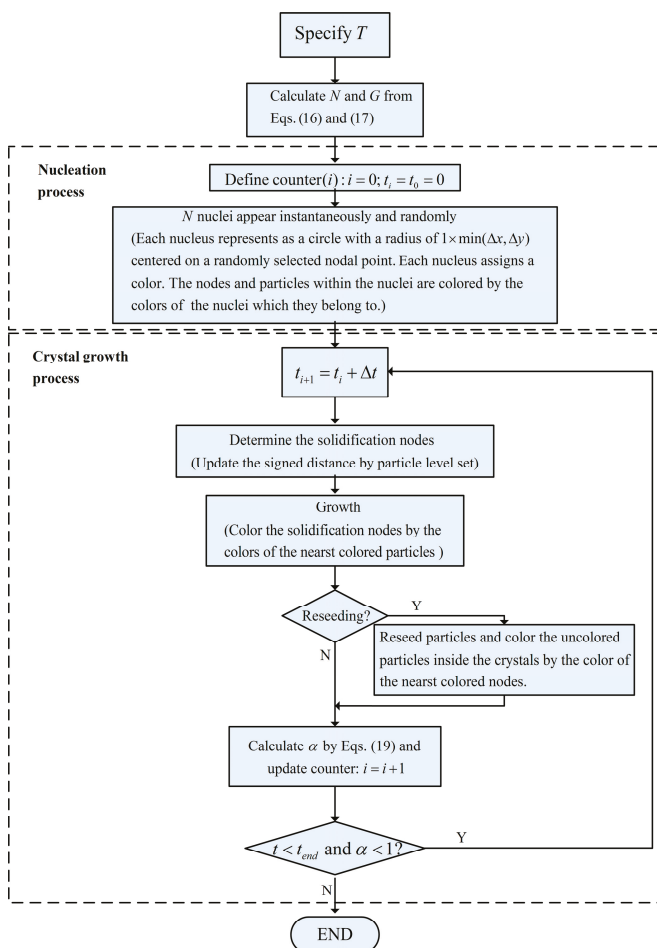 Specify T
Calculate N and G from
Eqs. (16) and (17)
Nucleation
process
Define counter(i) : i = 0; t_i = t_0 = 0
N nuclei appear instantaneously and randomly
(Each nucleus represents as a circle with a radius of 1×min(Δx, Δy)
centered on a randomly selected nodal point. Each nucleus assigns a
color. The nodes and particles within the nuclei are colored by the
colors of the nuclei which they belong to.)
Crystal growth
process
t_{i+1} = t_i + Δt
Determine the solidification nodes
(Update the signed distance by particle level set)
Growth
(Color the solidification nodes by the
colors of the nearst colored particles )
Reseeding?
Y
N
Reseed particles and color the uncolored
particles inside the crystals by the color of
the nearst colored nodes.
Calculate α by Eqs. (19) and
update counter: i = i+1
t < t_{end} and α < 1?
Y
N
END